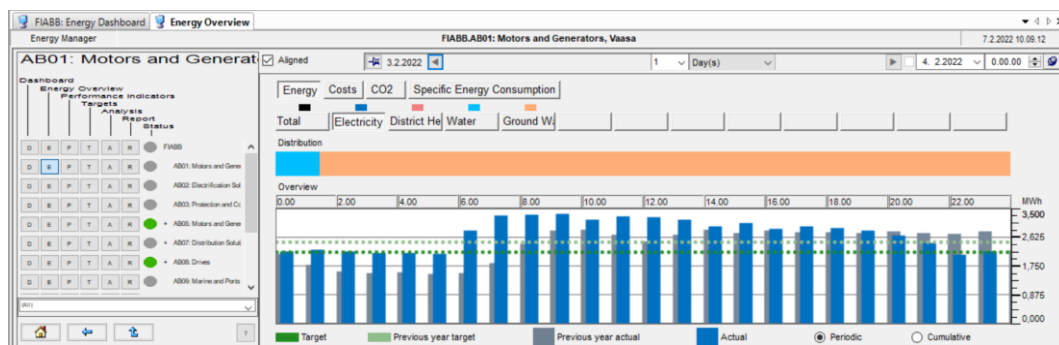 FIABB: Energy Dashboard Energy Overview
Energy Manager FIABB.AB01: Motors and Generators, Vaasa 7.2.2022 10.09.12
AB01: Motors and Generat
Aligned 3.2.2022 1 Day(s) 4. 2.2022 0.00.00
Dashboard
Energy Overview
Performance Indicators
Targets
Analysis
Report
Status
Energy Costs CO2 Specific Energy Consumption
Total Electricity District He Water Ground Wa
D E P T A R FIABB
D E P T A R AB01: Motors and Gene
D E P T A R AB02: Electrification Sol
D E P T A R AB03: Protection and Cc
D E P T A R + AB05: Motors and Gene
D E P T A R + AB07: Distribution Soluti
D E P T A R + AB08: Drives
D E P T A R AB09: Marine and Ports
(All)
Distribution
Overview
0.00 2.00 4.00 6.00 8.00 10.00 12.00 14.00 16.00 18.00 20.00 22.00 MWh
3,500
2,625
1,750
0,875
0,000
Target Previous year target Previous year actual Actual Periodic Cumulative